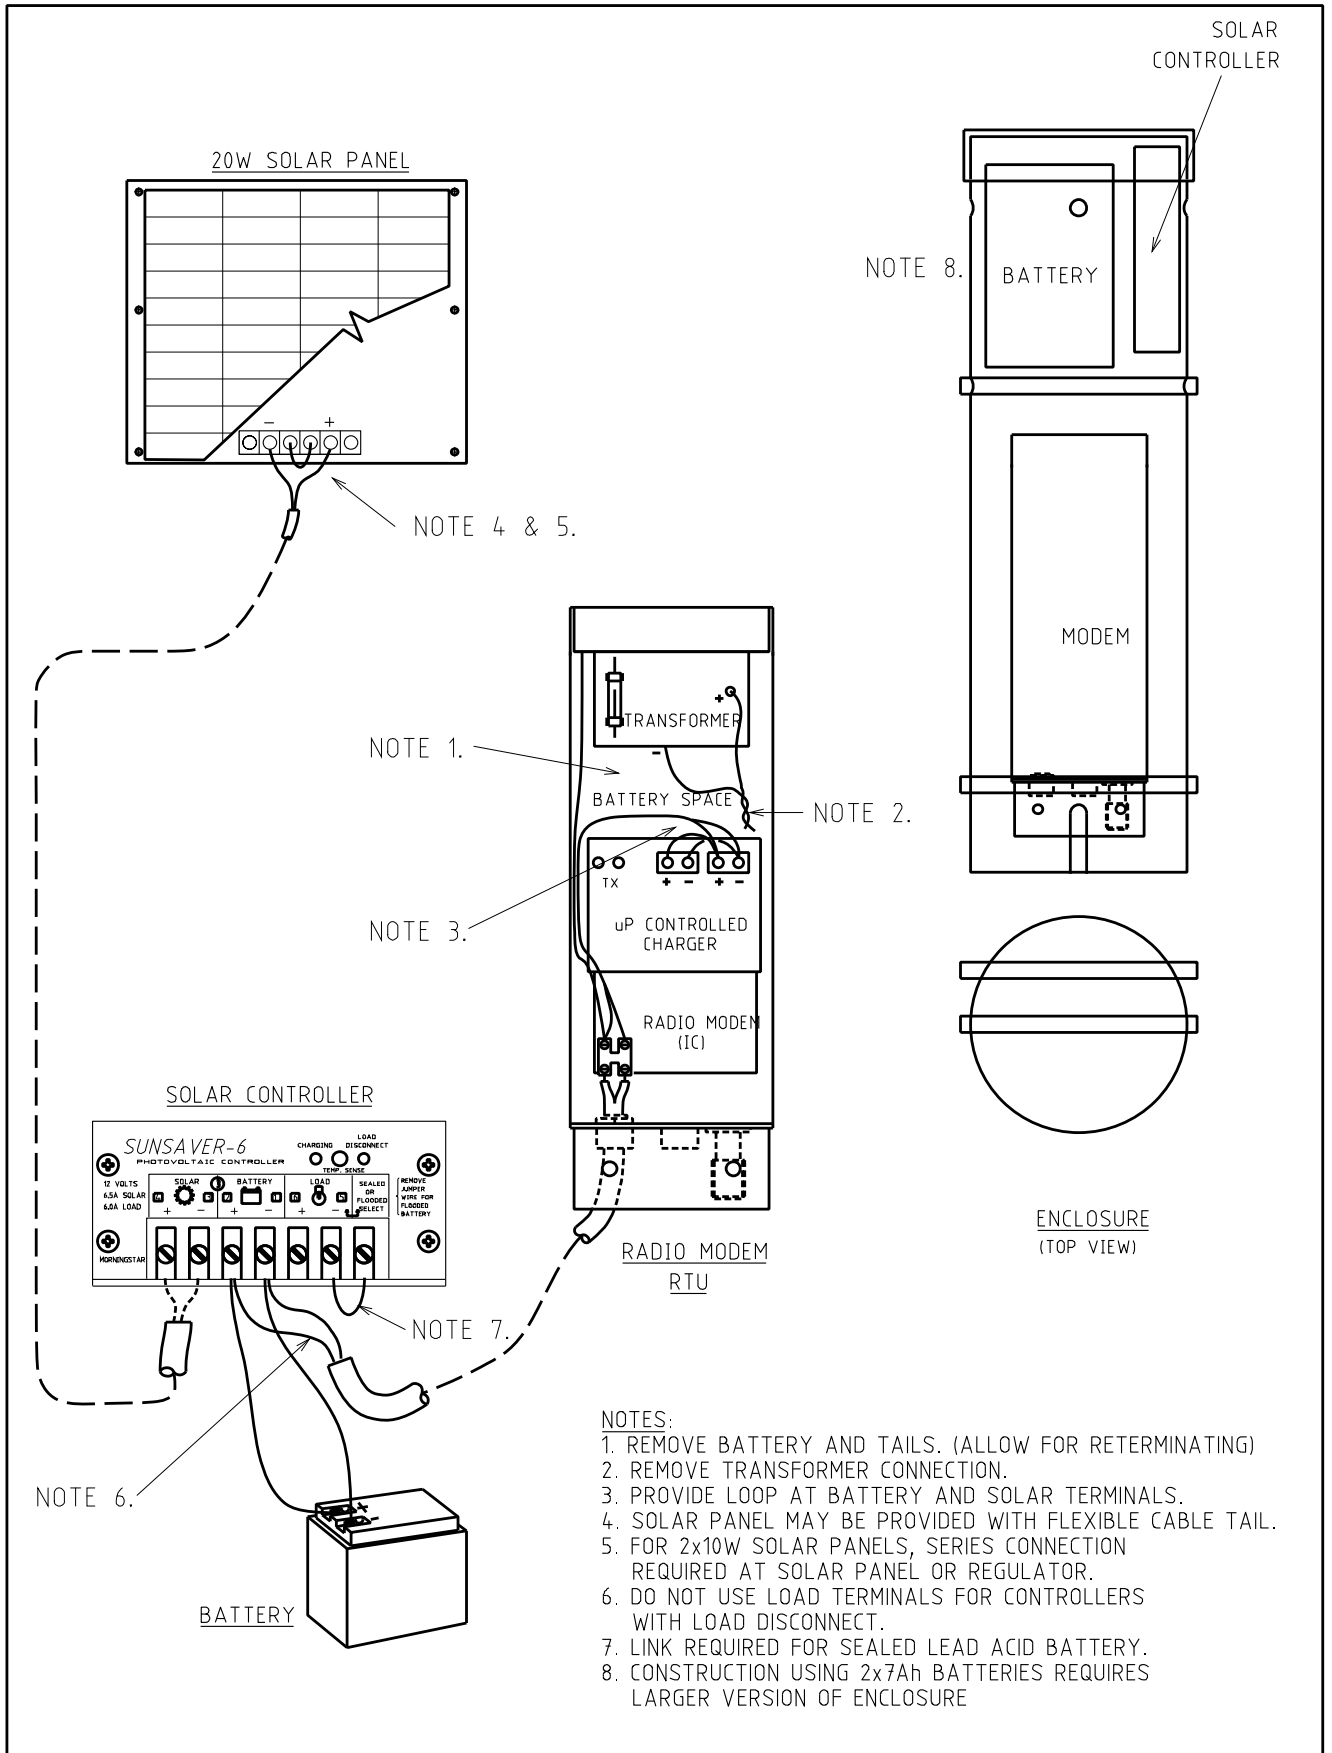 SOLAR
CONTROLLER
20W SOLAR PANEL
- +
NOTE 4 & 5.
NOTE 8.
BATTERY
MODEM
TRANSFORMER
+
-
NOTE 1.
BATTERY SPACE
NOTE 2.
TX
+ - + -
uP CONTROLLED
CHARGER
NOTE 3.
RADIO MODEM
(IC)
RADIO MODEM
RTU
ENCLOSURE
(TOP VIEW)
SOLAR CONTROLLER
SUNSAVER-6
PHOTOVOLTAIC CONTROLLER
CHARGING
LOAD
DISCONNECT
TEMP. SENSE
12 VOLTS
6.5A SOLAR
6.0A LOAD
SOLAR
BATTERY
LOAD
+ - + - + -
SEALED
OR
FLOODED
SELECT
REMOVE
JUMPER
WIRE FOR
FLOODED
BATTERY
MORNINGSTAR
NOTE 7.
NOTE 6.
+
-
BATTERY
NOTES:
1. REMOVE BATTERY AND TAILS. (ALLOW FOR RETERMINATING)
2. REMOVE TRANSFORMER CONNECTION.
3. PROVIDE LOOP AT BATTERY AND SOLAR TERMINALS.
4. SOLAR PANEL MAY BE PROVIDED WITH FLEXIBLE CABLE TAIL.
5. FOR 2x10W SOLAR PANELS, SERIES CONNECTION
REQUIRED AT SOLAR PANEL OR REGULATOR.
6. DO NOT USE LOAD TERMINALS FOR CONTROLLERS
WITH LOAD DISCONNECT.
7. LINK REQUIRED FOR SEALED LEAD ACID BATTERY.
8. CONSTRUCTION USING 2x7Ah BATTERIES REQUIRES
LARGER VERSION OF ENCLOSURE